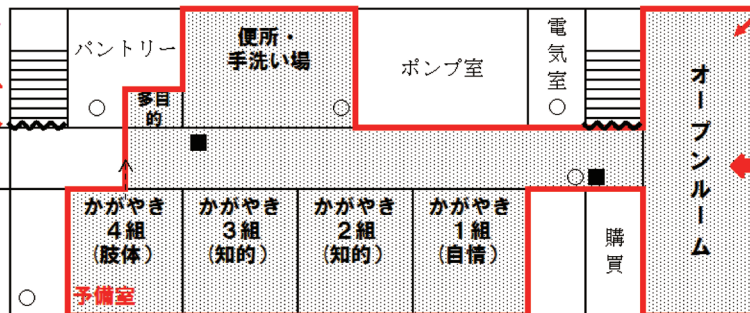 パントリー
便所・
手洗い場
ポンプ室
電気室
多目
的
オープンルーム
かがやき
４組
(肢体)
かがやき
３組
(知的)
かがやき
２組
(知的)
かがやき
１組
(自情)
購買
予備室